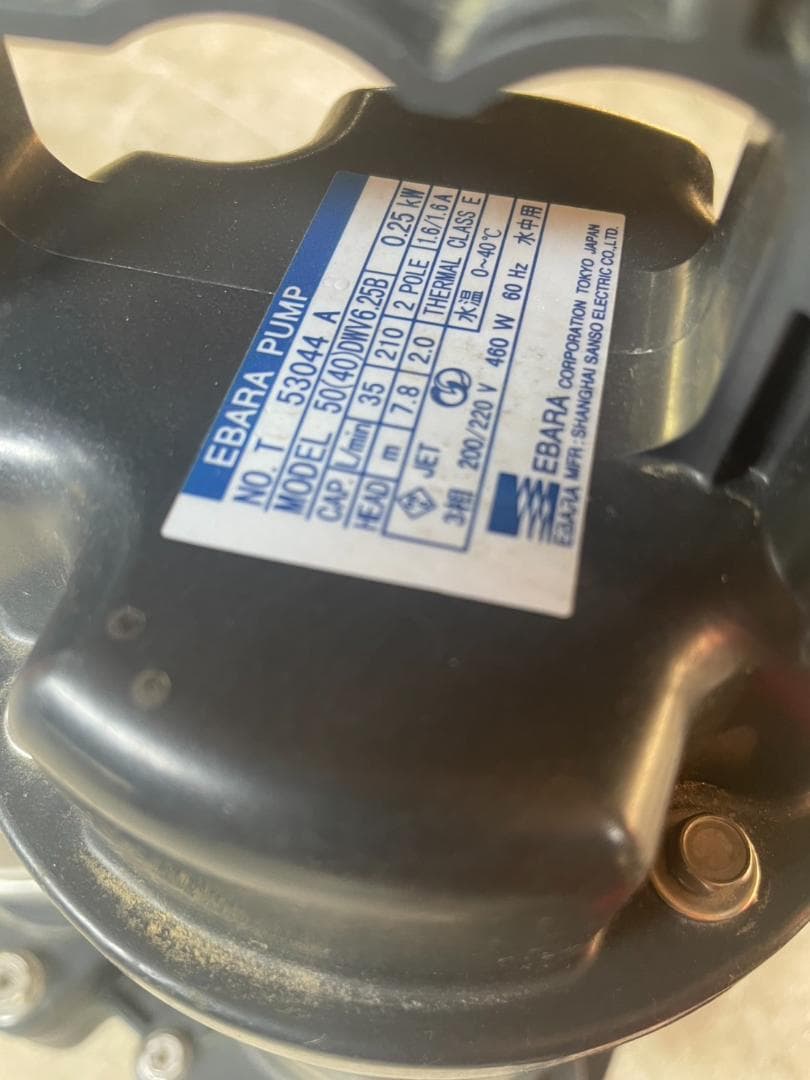 EBARA PUMP
NO. T 53044 A
MODEL 50(40)DWV6.25B 0.25 kW
CAP. L/min 35 210 2 POLE 1.6/1.6 A
HEAD m 7.8 2.0 THERMAL CLASS E
JET 水温 0~40℃
3相 200/220 V 460 W 60 Hz 水中用
EBARA CORPORATION TOKYO JAPAN
EBARA MFR: SHANGHAI SANSO ELECTRIC CO.,LTD.